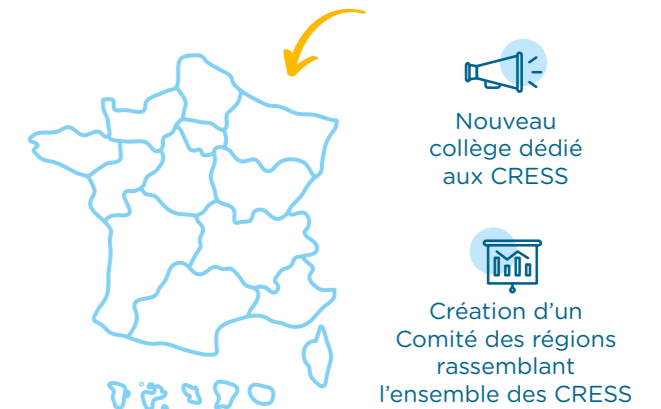 Nouveau
collège dédié
aux CRESS
Création d’un
Comité des régions
rassemblant
l’ensemble des CRESS